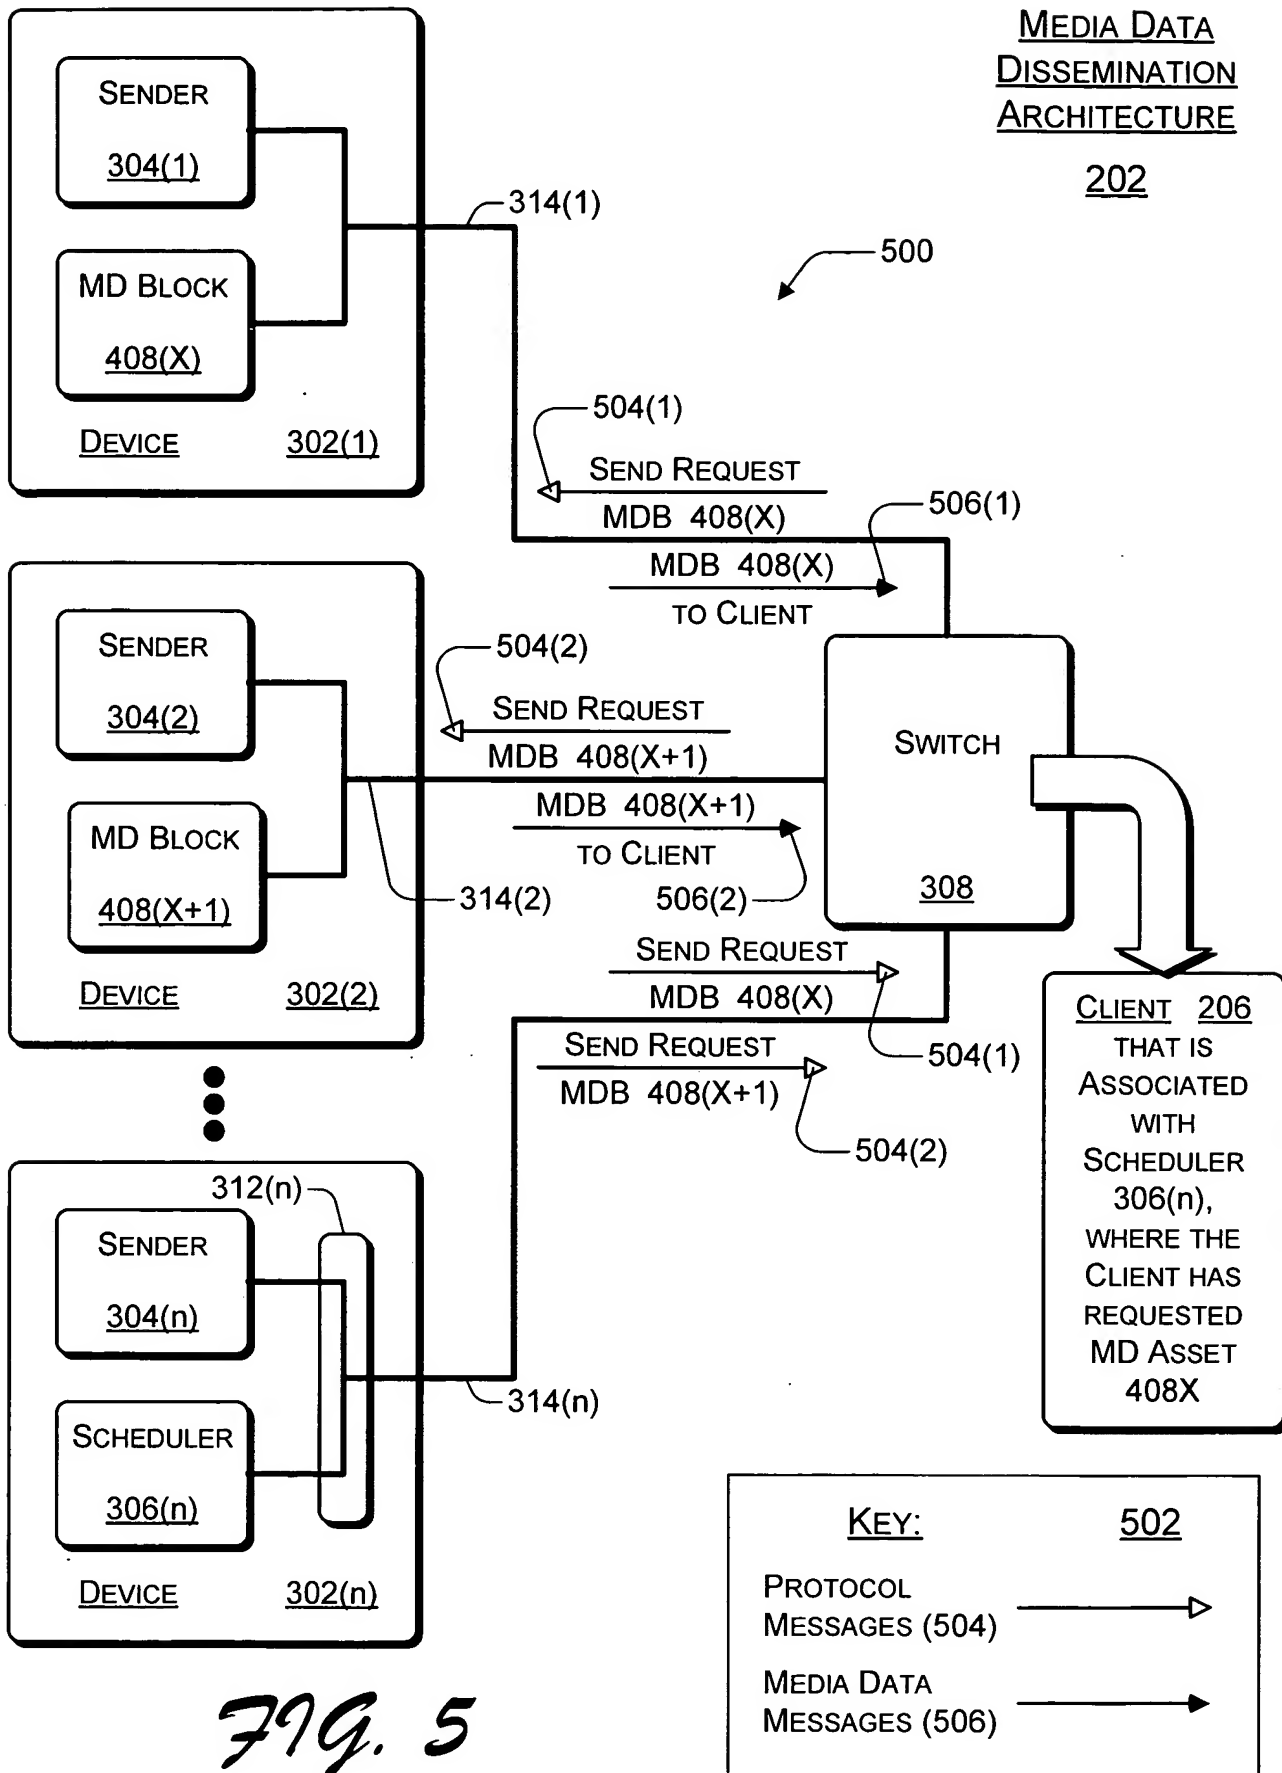 MEDIA DATA
DISSEMINATION
ARCHITECTURE
202
SENDER
304(1)
MD BLOCK
408(X)
DEVICE 302(1)
314(1)
500
504(1)
SEND REQUEST
MDB 408(X)
506(1)
MDB 408(X)
TO CLIENT
SENDER
304(2)
MD BLOCK
408(X+1)
DEVICE 302(2)
504(2)
SEND REQUEST
MDB 408(X+1)
MDB 408(X+1)
TO CLIENT
314(2)
506(2)
SWITCH
308
SEND REQUEST
MDB 408(X)
504(1)
SEND REQUEST
MDB 408(X+1)
504(2)
CLIENT 206
THAT IS
ASSOCIATED
WITH
SCHEDULER
306(n),
WHERE THE
CLIENT HAS
REQUESTED
MD ASSET
408X
312(n)
SENDER
304(n)
SCHEDULER
306(n)
DEVICE 302(n)
314(n)
KEY: 502
PROTOCOL
MESSAGES (504)
MEDIA DATA
MESSAGES (506)
FIG. 5